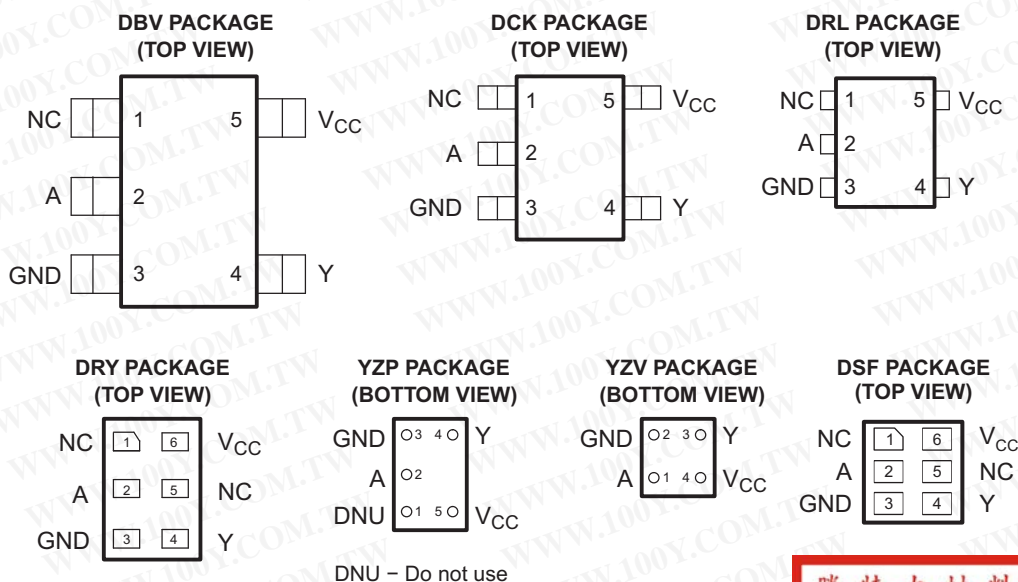 DBV PACKAGE
(TOP VIEW)
NC 1 5 VCC
A 2
GND 3 4 Y
DCK PACKAGE
(TOP VIEW)
NC 1 5 VCC
A 2
GND 3 4 Y
DRL PACKAGE
(TOP VIEW)
NC 1 5 VCC
A 2
GND 3 4 Y
DRY PACKAGE
(TOP VIEW)
NC 1 6 VCC
A 2 5 NC
GND 3 4 Y
YZP PACKAGE
(BOTTOM VIEW)
GND 3 4 Y
A 2
DNU 1 5 VCC
DNU – Do not use
YZV PACKAGE
(BOTTOM VIEW)
GND 2 3 Y
A 1 4 VCC
DSF PACKAGE
(TOP VIEW)
NC 1 6 VCC
A 2 5 NC
GND 3 4 Y
WWW.100Y.COM.TW